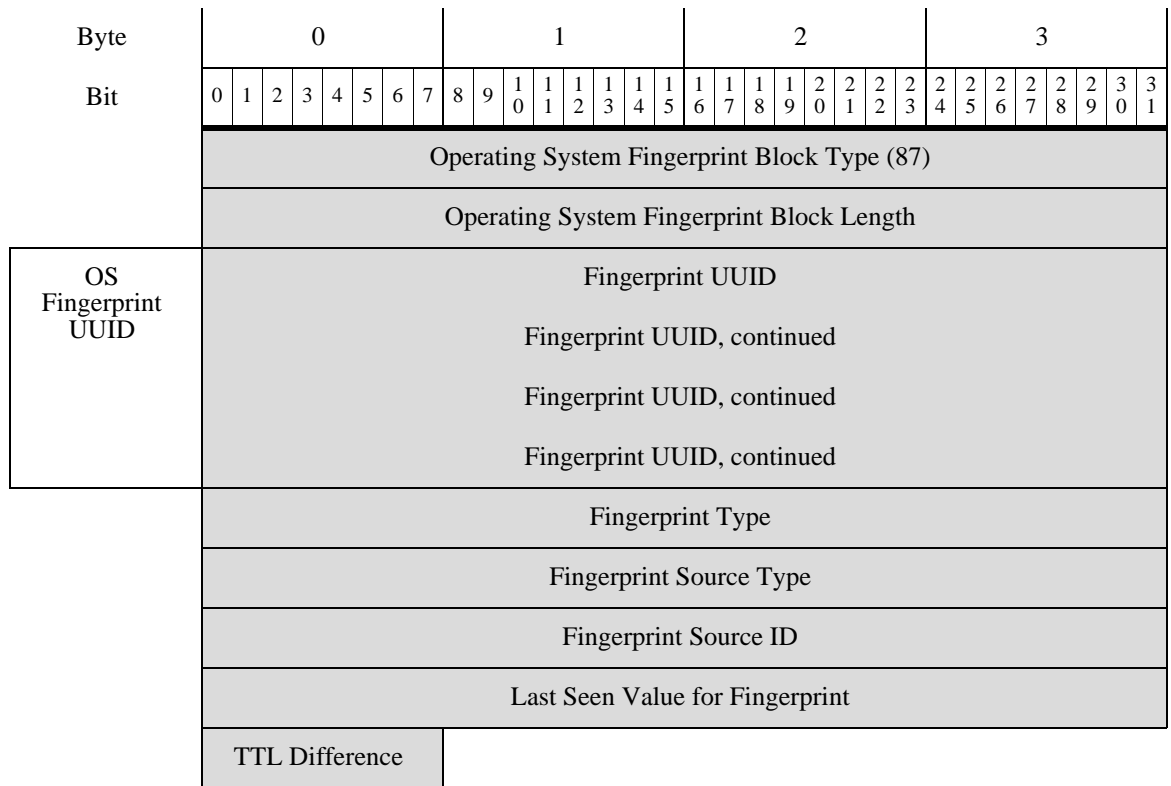 Byte 0 1 2 3
Bit 0 1 2 3 4 5 6 7 8 9 10 11 12 13 14 15 16 17 18 19 20 21 22 23 24 25 26 27 28 29 30 31
Operating System Fingerprint Block Type (87)
Operating System Fingerprint Block Length
OS
Fingerprint
UUID
Fingerprint UUID
Fingerprint UUID, continued
Fingerprint UUID, continued
Fingerprint UUID, continued
Fingerprint Type
Fingerprint Source Type
Fingerprint Source ID
Last Seen Value for Fingerprint
TTL Difference